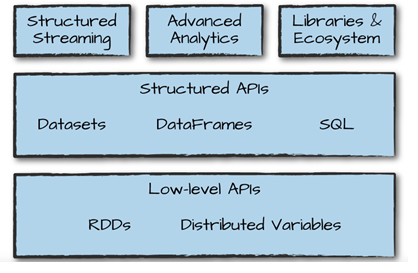 Structured
Streaming
Advanced
Analytics
Libraries &
Ecosystem
Structured APIs
Datasets DataFrames SQL
Low-level APIs
RDDs Distributed Variables